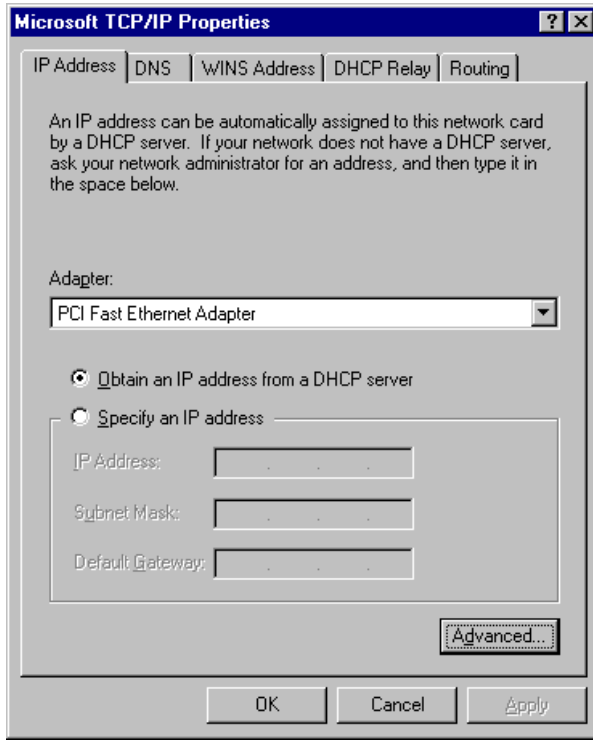 Microsoft TCP/IP Properties
IP Address DNS WINS Address DHCP Relay Routing
An IP address can be automatically assigned to this network card
by a DHCP server. If your network does not have a DHCP server,
ask your network administrator for an address, and then type it in
the space below.
Adapter:
PCI Fast Ethernet Adapter
Obtain an IP address from a DHCP server
Specify an IP address
IP Address:
Subnet Mask:
Default Gateway:
Advanced...
OK Cancel Apply